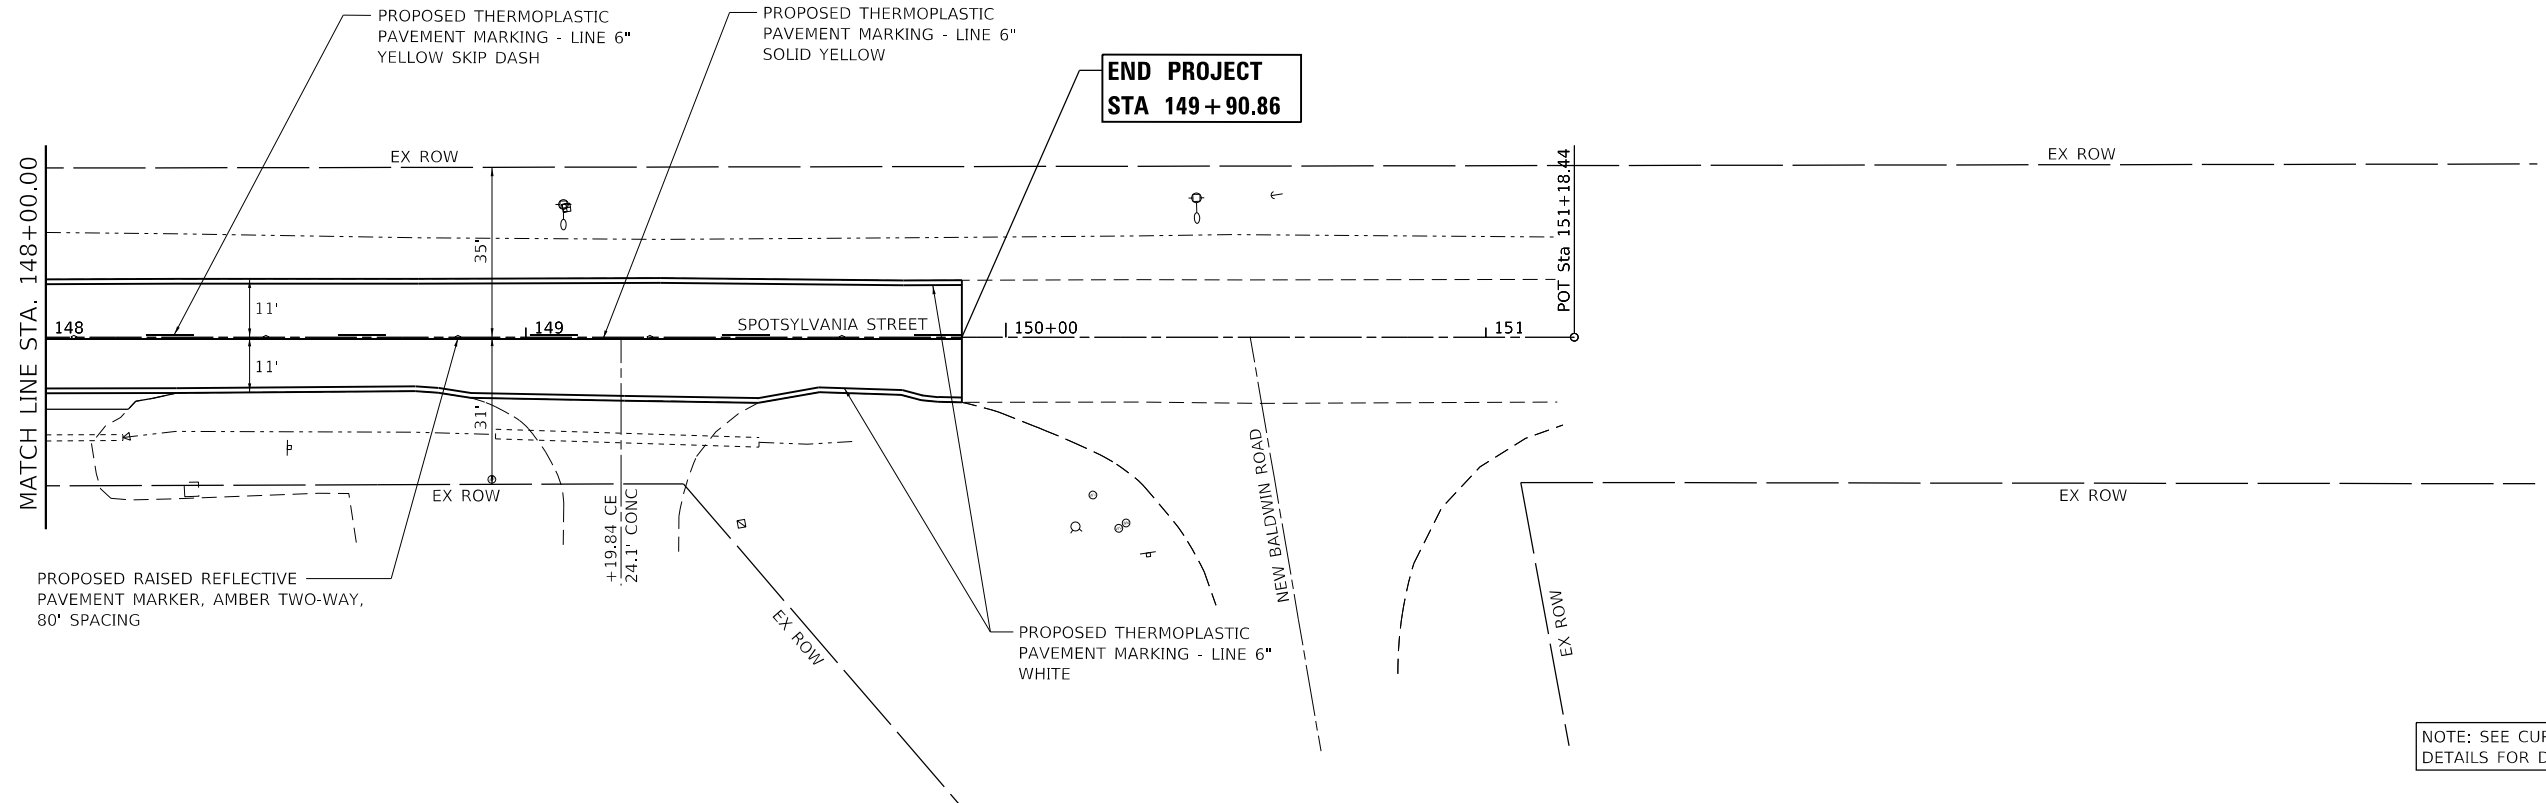 PROPOSED THERMOPLASTIC
PAVEMENT MARKING - LINE 6"
YELLOW SKIP DASH
PROPOSED THERMOPLASTIC
PAVEMENT MARKING - LINE 6"
SOLID YELLOW
END PROJECT
STA 149+90.86
MATCH LINE STA. 148+00.00
EX ROW
EX ROW
35'
POT Sta 151+18.44
11'
148
149
SPOTSYLVANIA STREET
150+00
151
11'
31'
EX ROW
EX ROW
+19.84 CE
24.1' CONC
NEW BALDWIN ROAD
PROPOSED RAISED REFLECTIVE
PAVEMENT MARKER, AMBER TWO-WAY,
80' SPACING
EX ROW
EX ROW
PROPOSED THERMOPLASTIC
PAVEMENT MARKING - LINE 6"
WHITE
NOTE: SEE
DETAILS FOR